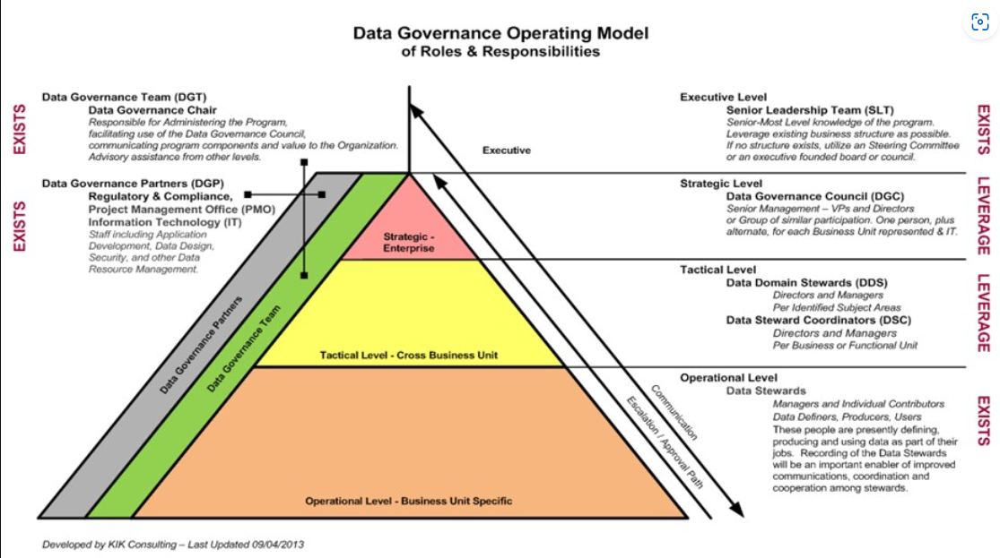 Data Governance Operating Model
of Roles & Responsibilities
EXISTS
Data Governance Team (DGT)
Data Governance Chair
Responsible for Administering the Program,
facilitating use of the Data Governance Council,
communicating program components and value to the Organization.
Advisory assistance from other levels.
EXISTS
Data Governance Partners (DGP)
Regulatory & Compliance,
Project Management Office (PMO)
Information Technology (IT)
Staff including Application
Development, Data Design,
Security, and other Data
Resource Management.
Executive
Data Governance Partners
Data Governance Team
Strategic -
Enterprise
Tactical Level - Cross Business Unit
Operational Level - Business Unit Specific
Communication
Escalation / Approval Path
Executive Level
Senior Leadership Team (SLT)
Senior-Most Level knowledge of the program.
Leverage existing business structure as possible.
If no structure exists, utilize an Steering Committee
or an executive founded board or council.
EXISTS
Strategic Level
Data Governance Council (DGC)
Senior Management – VPs and Directors
or Group of similar participation. One person, plus
alternate, for each Business Unit represented & IT.
LEVERAGE
Tactical Level
Data Domain Stewards (DDS)
Directors and Managers
Per Identified Subject Areas
Data Steward Coordinators (DSC)
Directors and Managers
Per Business or Functional Unit
LEVERAGE
Operational Level
Data Stewards
Managers and Individual Contributors
Data Definers, Producers, Users
These people are presently defining,
producing and using data as part of their
jobs. Recording of the Data Stewards
will be an important enabler of improved
communications, coordination and
cooperation among stewards.
EXISTS
Developed by KIK Consulting – Last Updated 09/04/2013